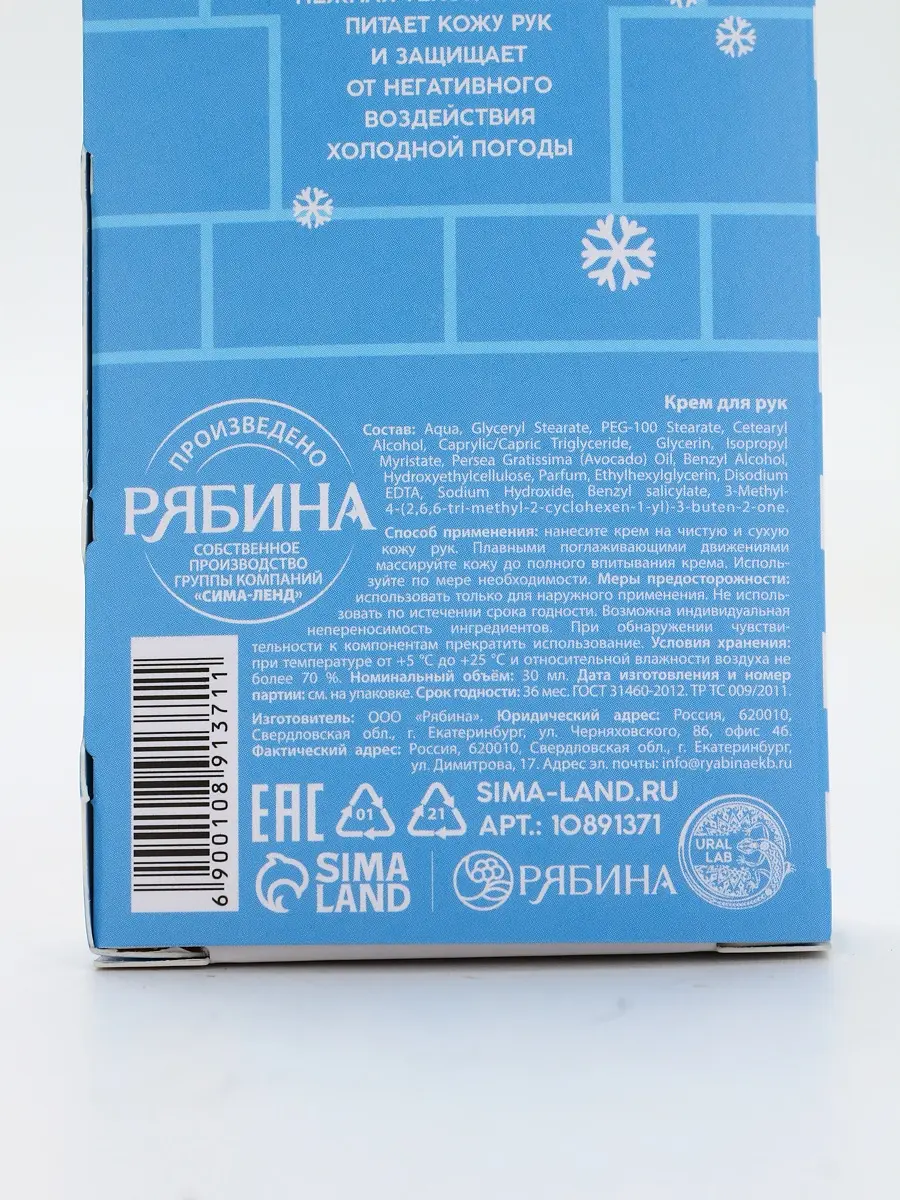 ПИТАЕТ КОЖУ РУК
И ЗАЩИЩАЕТ
ОТ НЕГАТИВНОГО
ВОЗДЕЙСТВИЯ
ХОЛОДНОЙ ПОГОДЫ
Крем для рук
Состав: Aqua, Glyceryl Stearate, PEG-100 Stearate, Cetearyl
Alcohol, Caprylic/Capric Triglyceride, Glycerin, Isopropyl
Myristate, Persea Gratissima (Avocado) Oil, Benzyl Alcohol,
Hydroxyethylcellulose, Parfum, Ethylhexylglycerin, Disodium
EDTA, Sodium Hydroxide, Benzyl salicylate, 3-Methyl-
4-(2,6,6-tri-methyl-2-cyclohexen-1-yl)-3-buten-2-one.
Способ применения: нанесите крем на чистую и сухую
кожу рук. Плавными поглаживающими движениями
массируйте кожу до полного впитывания крема. Исполь-
зуйте по мере необходимости. Меры предосторожности:
использовать только для наружного применения. Не исполь-
зовать по истечении срока годности. Возможна индивидуальная
непереносимость ингредиентов. При обнаружении чувстви-
тельности к компонентам прекратить использование. Условия хранения:
при температуре от +5 °C до +25 °C и относительной влажности воздуха не
более 70 %. Номинальный объём: 30 мл. Дата изготовления и номер
партии: см. на упаковке. Срок годности: 36 мес. ГОСТ 31460-2012. ТР ТС 009/2011.
Изготовитель: ООО «Рябина». Юридический адрес: Россия, 620010,
Свердловская обл., г. Екатеринбург, ул. Черняховского, 86, офис 46.
Фактический адрес: Россия, 620010, Свердловская обл., г. Екатеринбург,
ул. Димитрова, 17. Адрес эл. почты: info@ryabinaekb.ru
ПРОИЗВЕДЕНО
РЯБИНА
СОБСТВЕННОЕ
ПРОИЗВОДСТВО
ГРУППЫ КОМПАНИЙ
«СИМА-ЛЕНД»
6 900108 913711
EAC
01
21
SIMA-LAND.RU
АРТ.: 10891371
SIMA
LAND
РЯБИНА
URAL
LAB